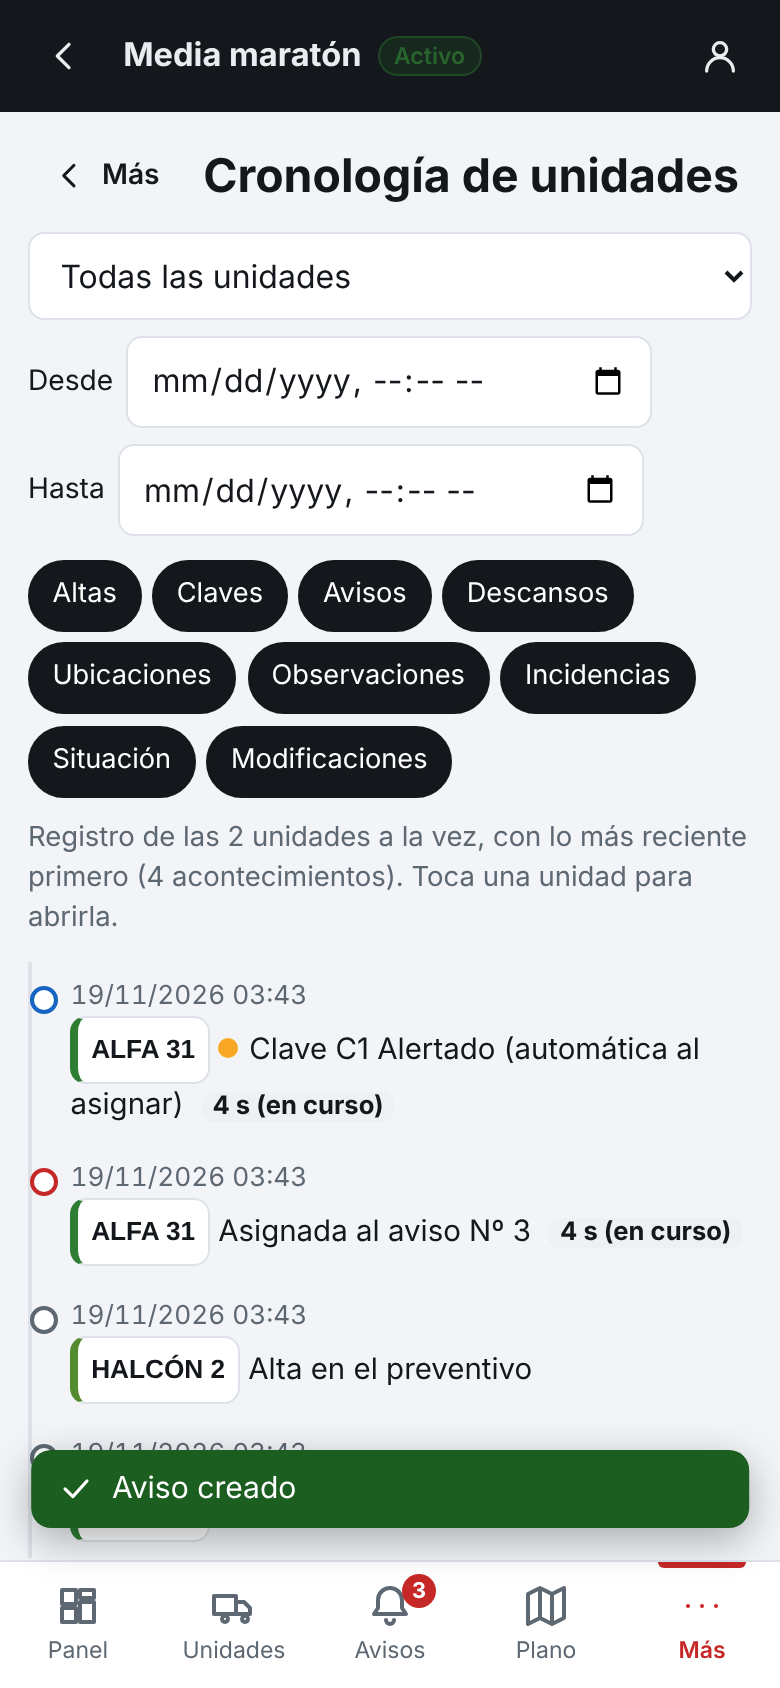 Media maratón Activo
Más Cronología de unidades
Todas las unidades
Desde mm/dd/yyyy, --:-- --
Hasta mm/dd/yyyy, --:-- --
Altas Claves Avisos Descansos
Ubicaciones Observaciones Incidencias
Situación Modificaciones
Registro de las 2 unidades a la vez, con lo más reciente
primero (4 acontecimientos). Toca una unidad para
abrirla.
19/11/2026 03:43
ALFA 31 Clave C1 Alertado (automática al
asignar) 4 s (en curso)
19/11/2026 03:43
ALFA 31 Asignada al aviso Nº 3 4 s (en curso)
19/11/2026 03:43
HALCÓN 2 Alta en el preventivo
19/11/2026 03:43
Aviso creado
3
Panel Unidades Avisos Plano Más